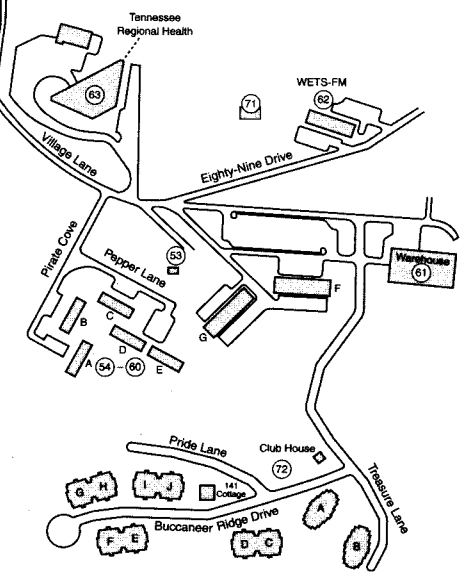 Tennessee
Regional Health
63
71
WETS-FM
62
Village Lane
Eighty-Nine Drive
Pirate Cove
53
Pepper Lane
Warehouse
61
F
G
C
B
D
A
54 - 60
E
Pride Lane
Club House
72
Treasure Lane
G H
I J
141
Cottage
A
Buccaneer Ridge Drive
F E
D C
B